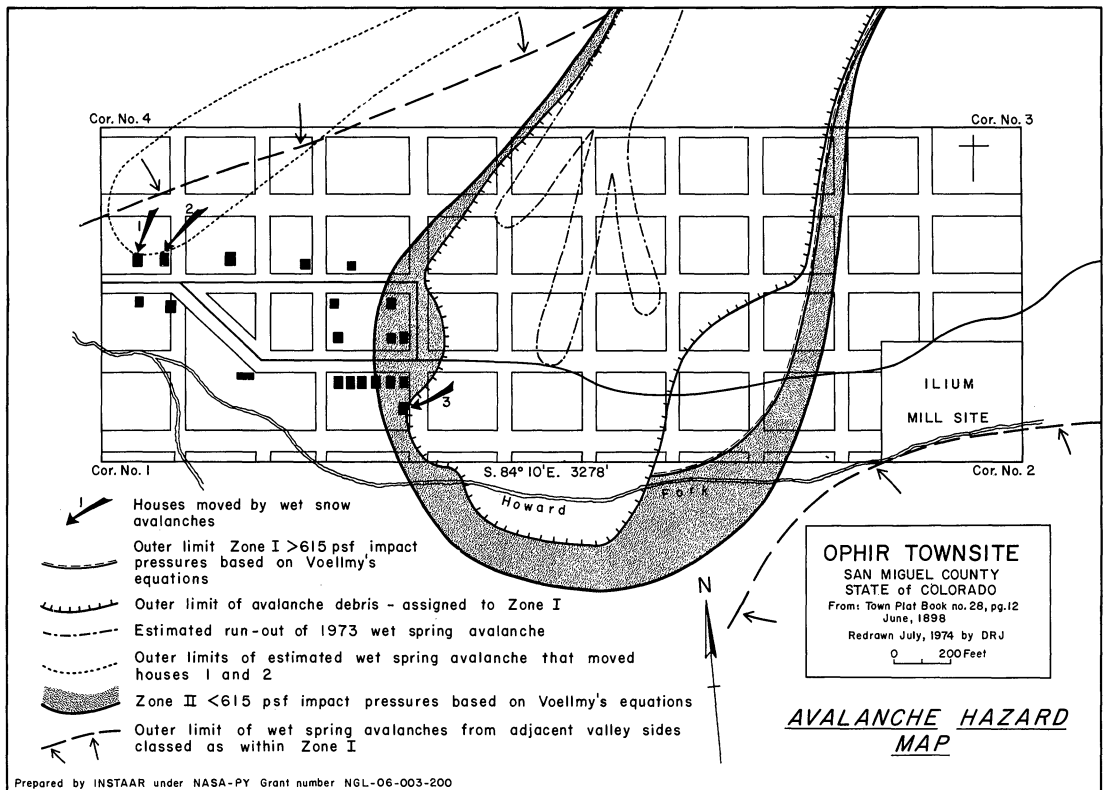 Cor. No. 4
Cor. No. 3
1
2
3
ILIUM
MILL SITE
Cor. No. 1
S. 84° 10'E. 3278'
Cor. No. 2
Howard Fork
1
Houses moved by wet snow
avalanches
Outer limit Zone I >615 psf impact
pressures based on Voellmy's
equations
Outer limit of avalanche debris - assigned to Zone I
Estimated run-out of 1973 wet spring avalanche
Outer limits of estimated wet spring avalanche that moved
houses 1 and 2
Zone II <615 psf impact pressures based on Voellmy's equations
Outer limit of wet spring avalanches from adjacent valley sides
classed as within Zone I
N
OPHIR TOWNSITE
SAN MIGUEL COUNTY
STATE of COLORADO
From: Town Plat Book no. 28, pg. 12
June, 1898
Redrawn July, 1974 by DRJ
0 200 Feet
AVALANCHE HAZARD
MAP
Prepared by INSTAAR under NASA-PY Grant number NGL-06-003-200